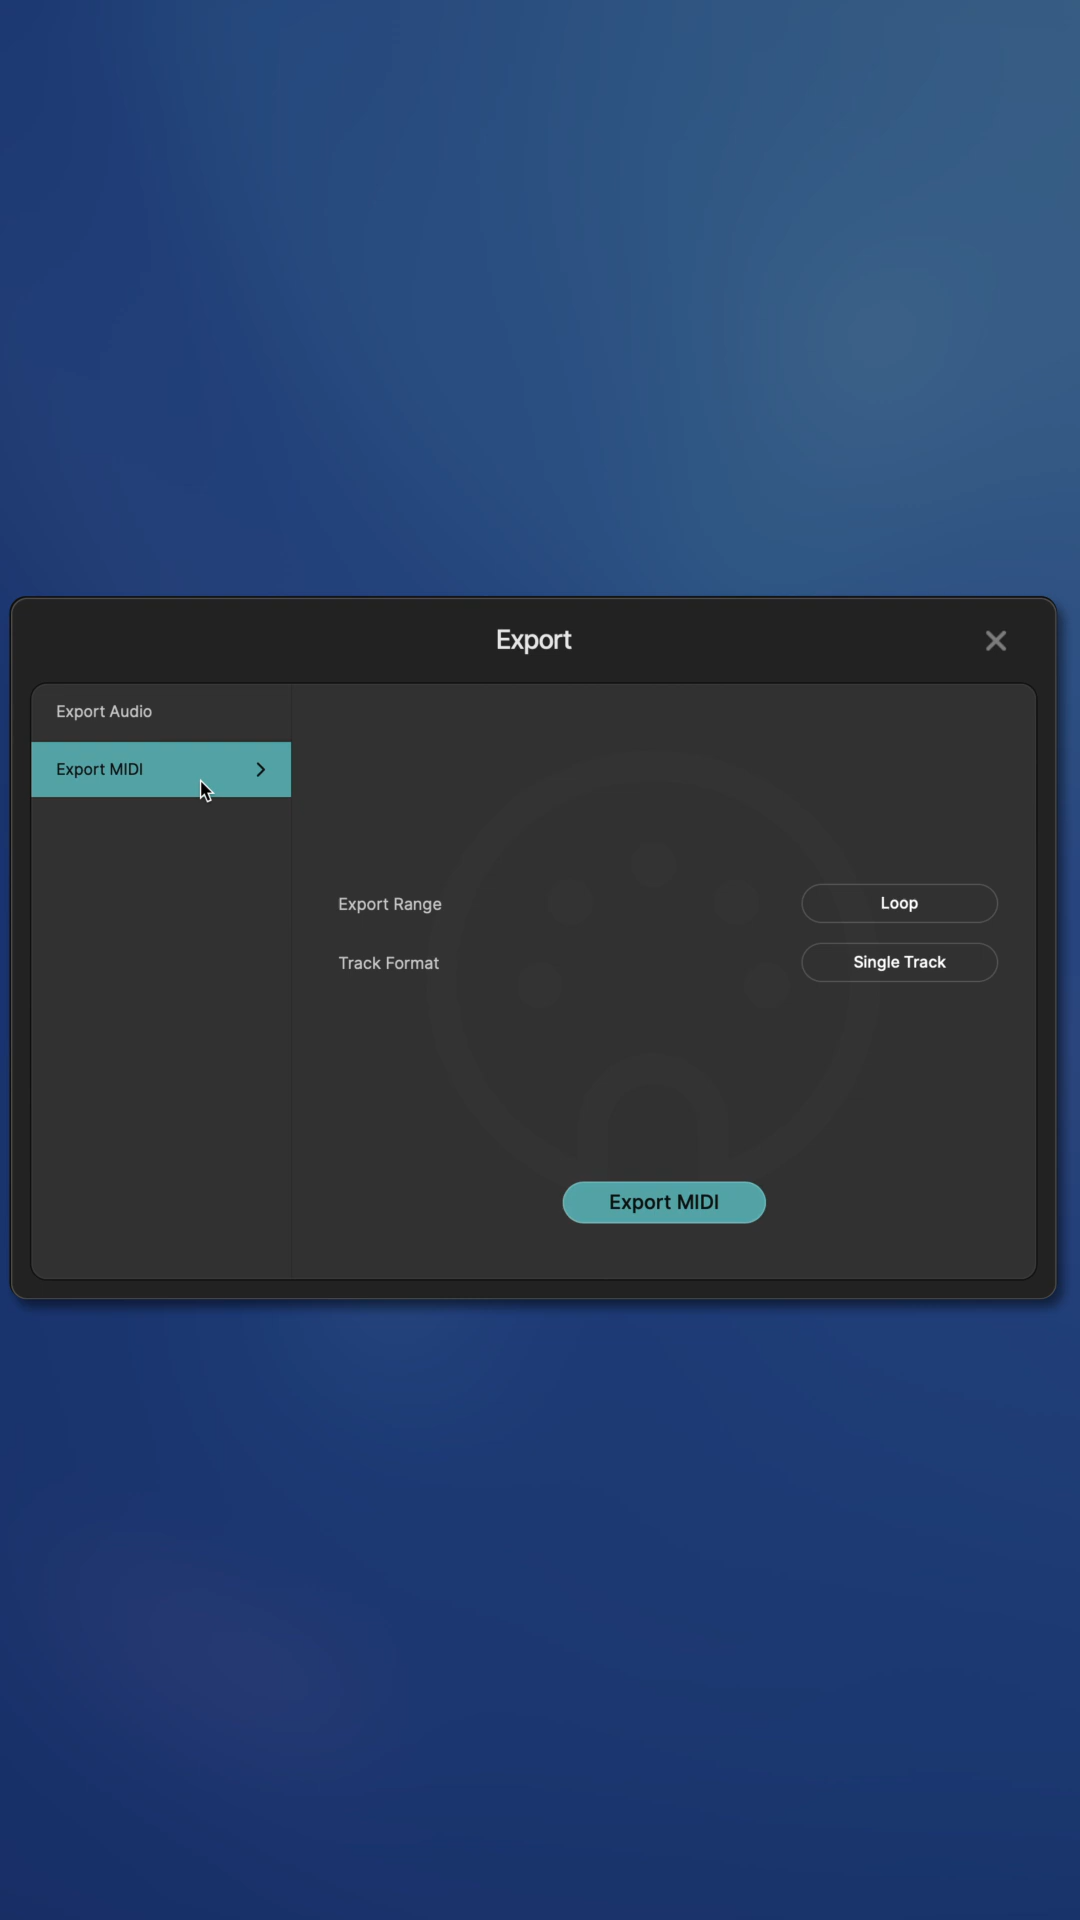 Export
Export Audio
Export MIDI
Export Range
Loop
Track Format
Single Track
Export MIDI